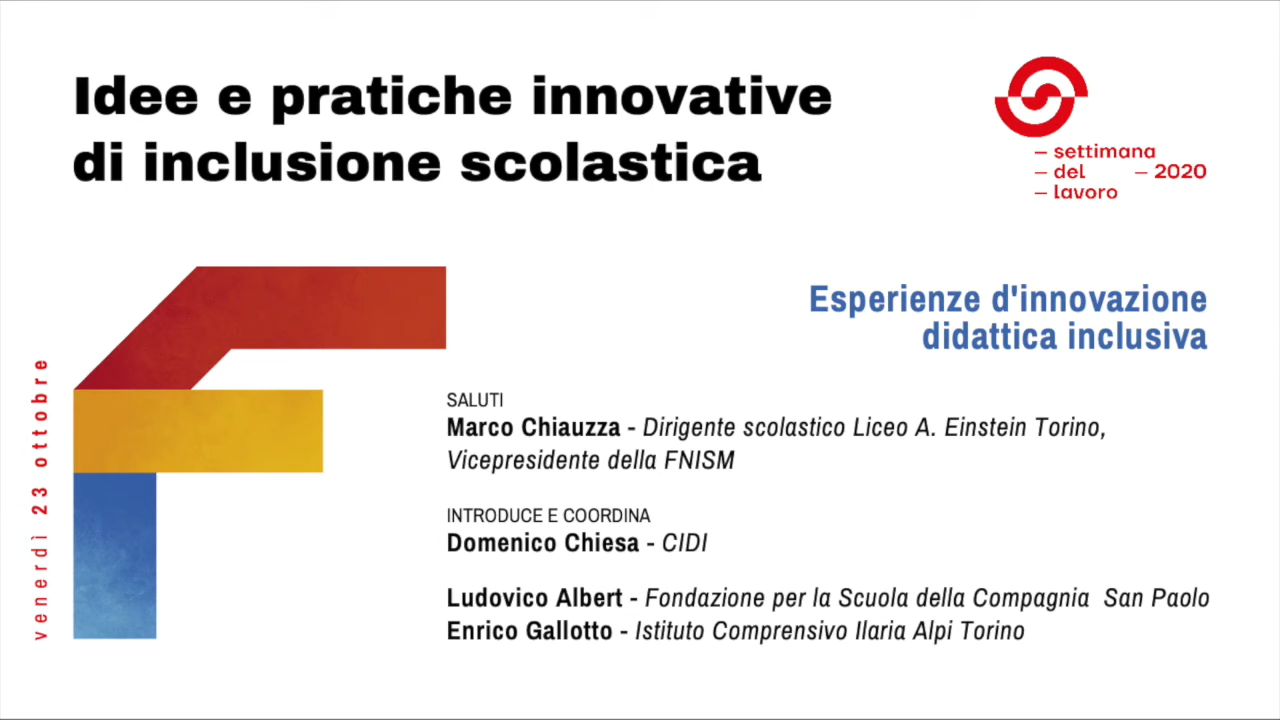 Idee e pratiche innovative
di inclusione scolastica
– settimana
– del – 2020
– lavoro
Esperienze d'innovazione
didattica inclusiva
venerdì 23 ottobre
SALUTI
Marco Chiauzza - Dirigente scolastico Liceo A. Einstein Torino,
Vicepresidente della FNISM
INTRODUCE E COORDINA
Domenico Chiesa - CIDI
Ludovico Albert - Fondazione per la Scuola della Compagnia San Paolo
Enrico Gallotto - Istituto Comprensivo Ilaria Alpi Torino